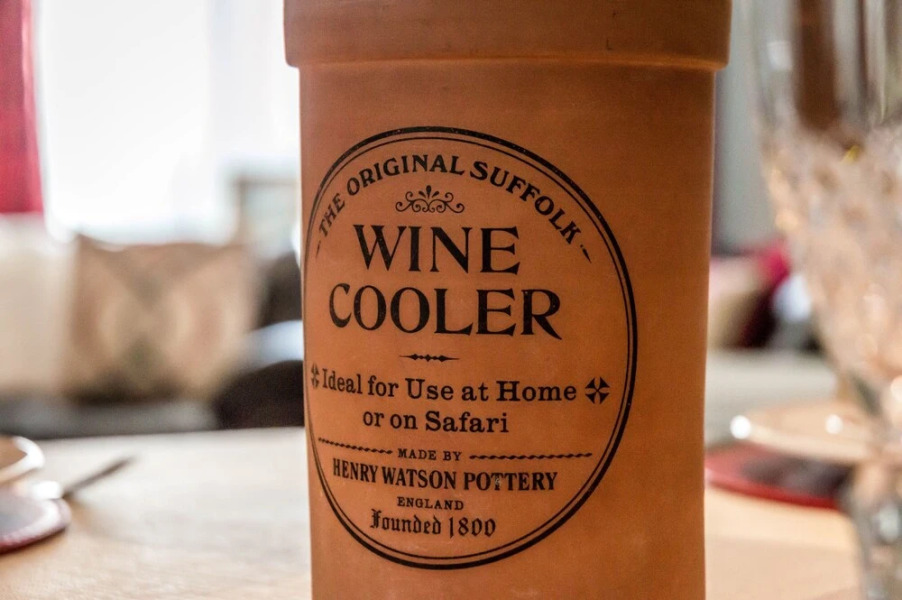 THE ORIGINAL SUFFOLK
WINE
COOLER
Ideal for Use at Home
or on Safari
MADE BY
HENRY WATSON POTTERY
ENGLAND
Founded 1800